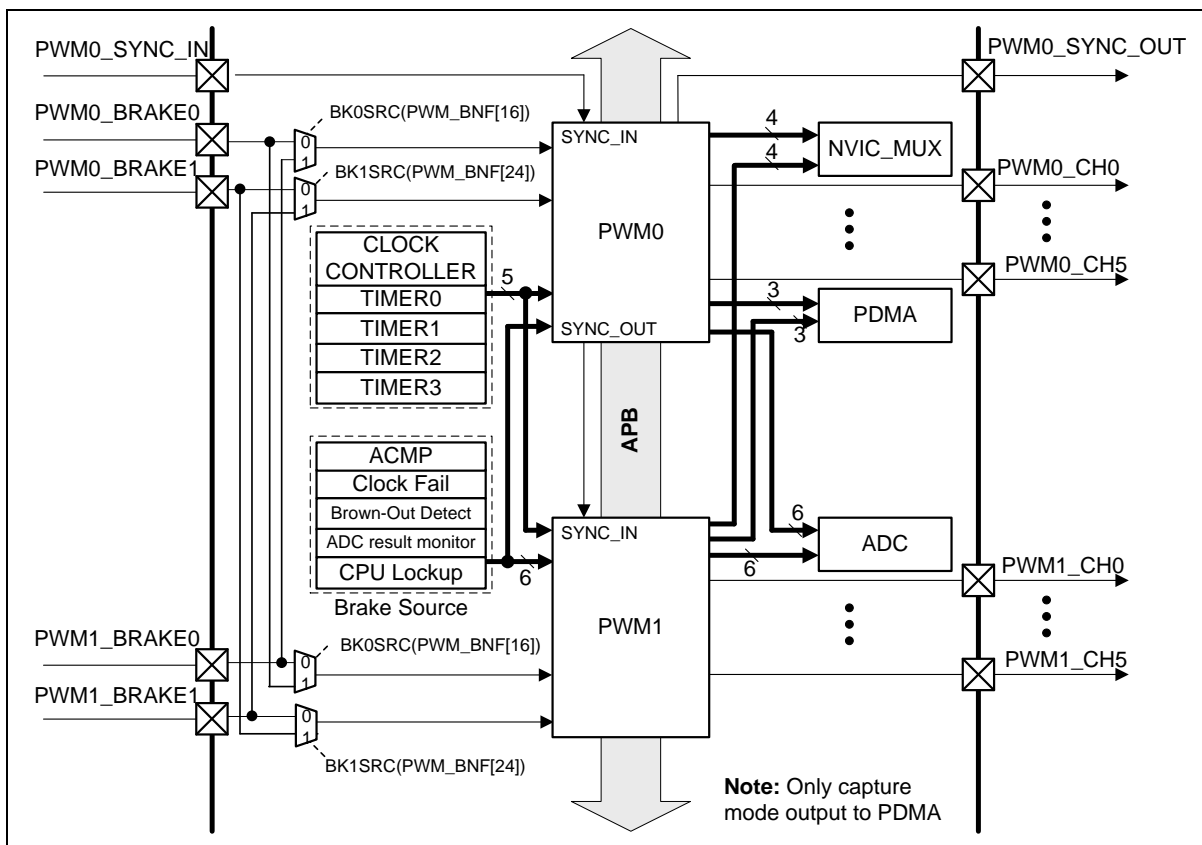 PWM0_SYNC_IN
PWM0_SYNC_OUT
PWM0_BRAKE0
BK0SRC(PWM_BNF[16])
0
1
PWM0_BRAKE1
BK1SRC(PWM_BNF[24])
0
1
SYNC_IN
PWM0
SYNC_OUT
4
4
NVIC_MUX
PWM0_CH0
PWM0_CH5
CLOCK
CONTROLLER
TIMER0
TIMER1
TIMER2
TIMER3
5
3
3
PDMA
APB
ACMP
Clock Fail
Brown-Out Detect
ADC result monitor
CPU Lockup
Brake Source
6
SYNC_IN
PWM1
6
6
ADC
PWM1_CH0
PWM1_CH5
PWM1_BRAKE0
BK0SRC(PWM_BNF[16])
0
1
PWM1_BRAKE1
0
1
BK1SRC(PWM_BNF[24])
Note: Only capture
mode output to PDMA